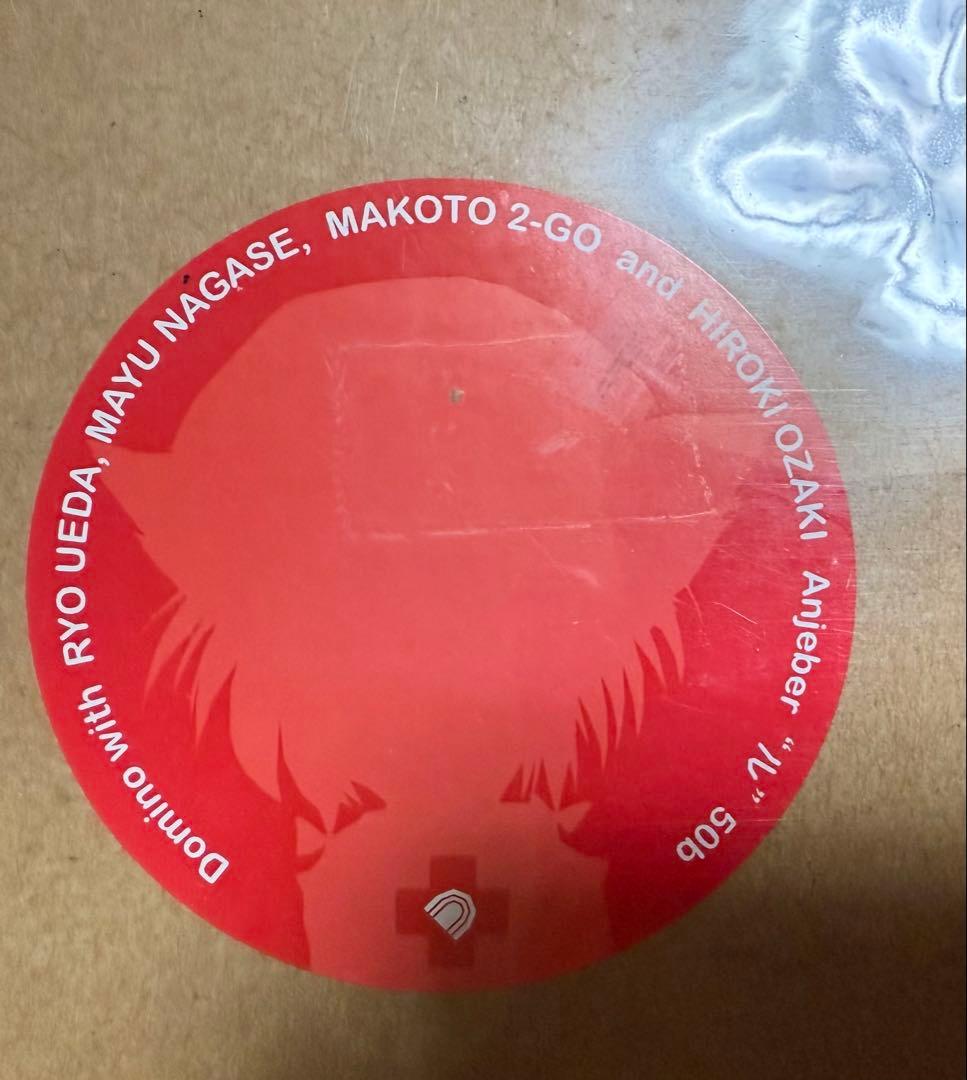 Domino with RYO UEDA, MAYU NAGASE, MAKOTO 2-GO and HIROKI OZAKI Anjeber “ル” 50b